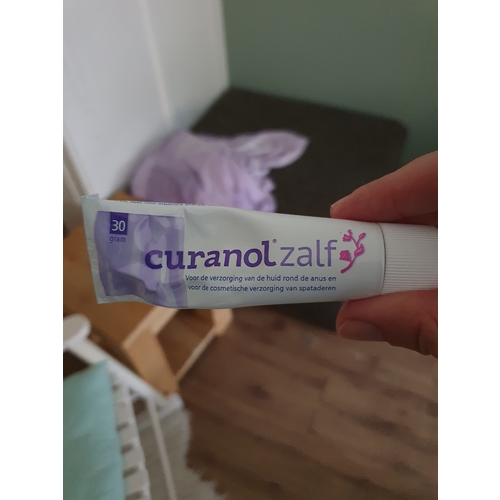 30
gram
curanol® zalf
Voor de verzorging van de huid rond de anus en
voor de cosmetische verzorging van spataderen